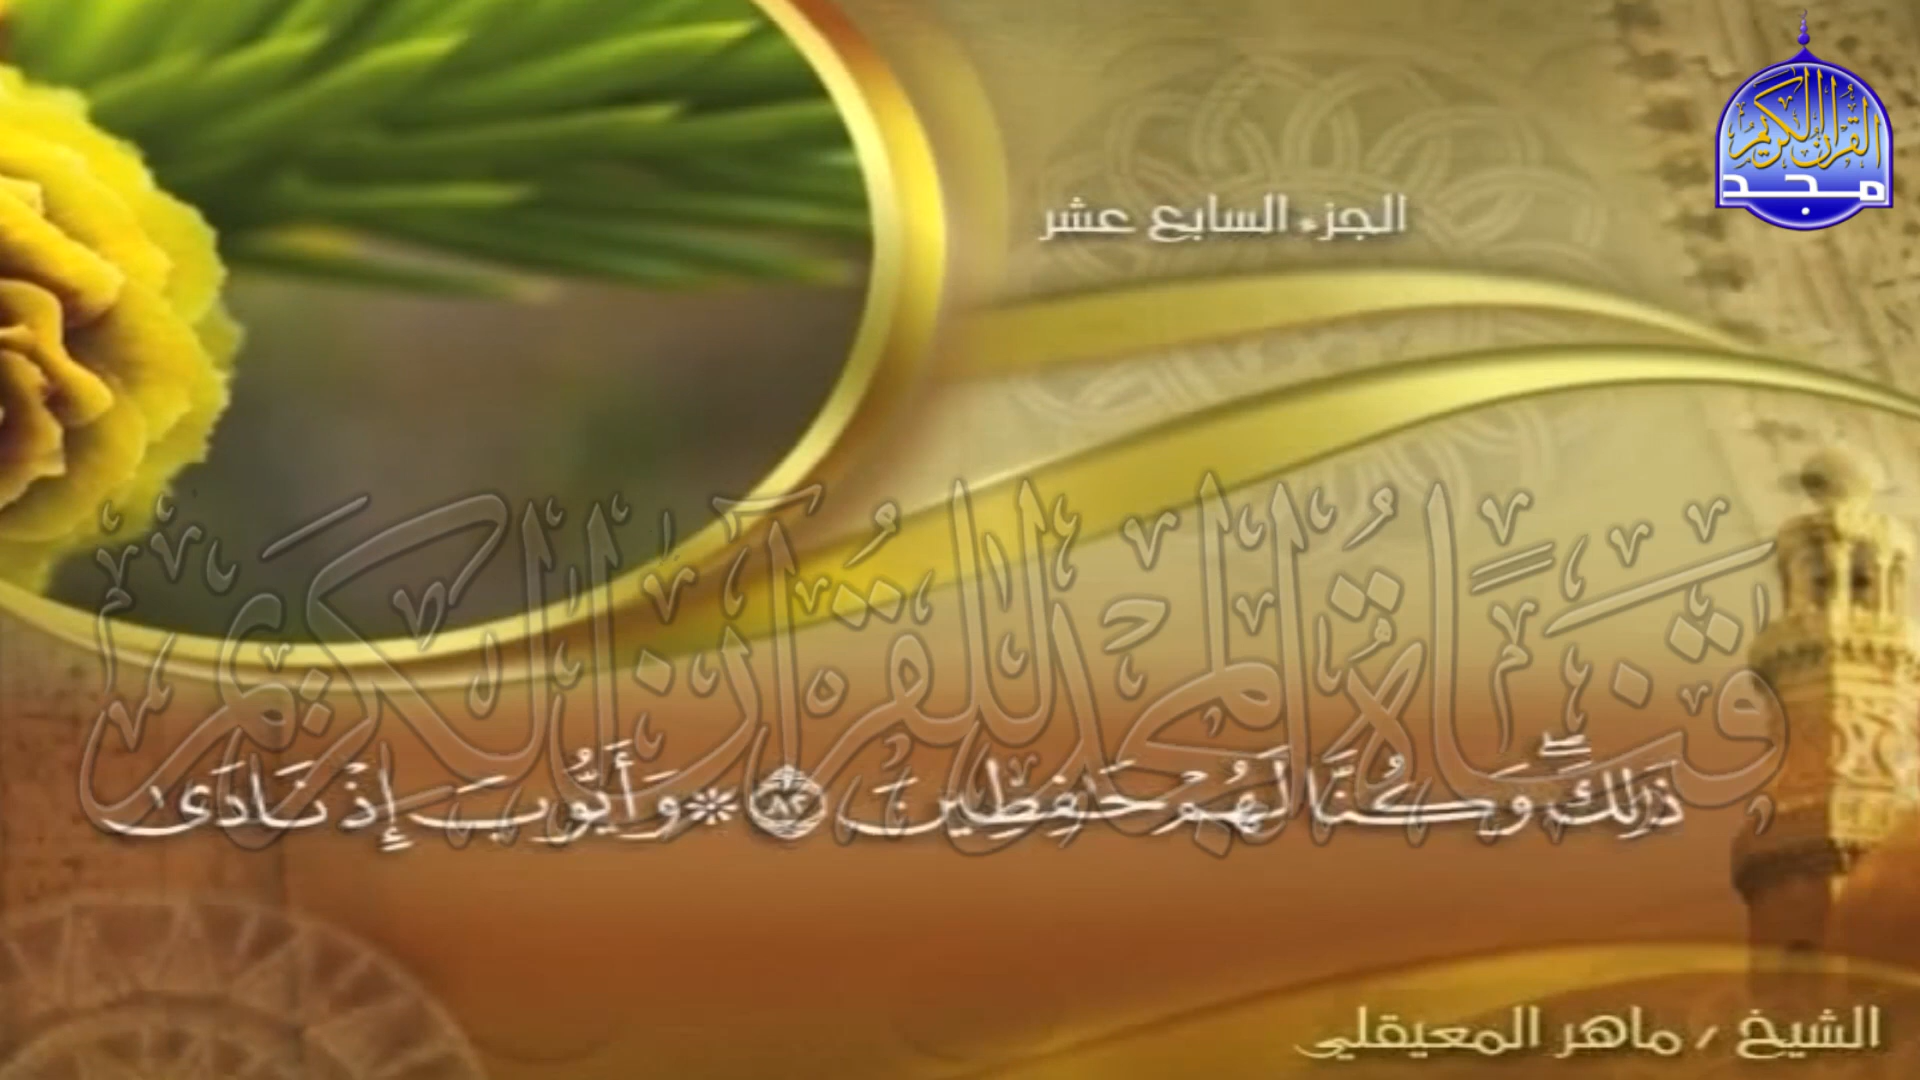 القرآن الكريم
مجد
الجزء السابع عشر
قناة المجد للقرآن الكريم
ذَٰلِكَۖ وَكُنَّا لَهُمْ حَٰفِظِينَ ٨٢ ۞ وَأَيُّوبَ إِذْ نَادَىٰ
الشيخ / ماهر المعيقلي